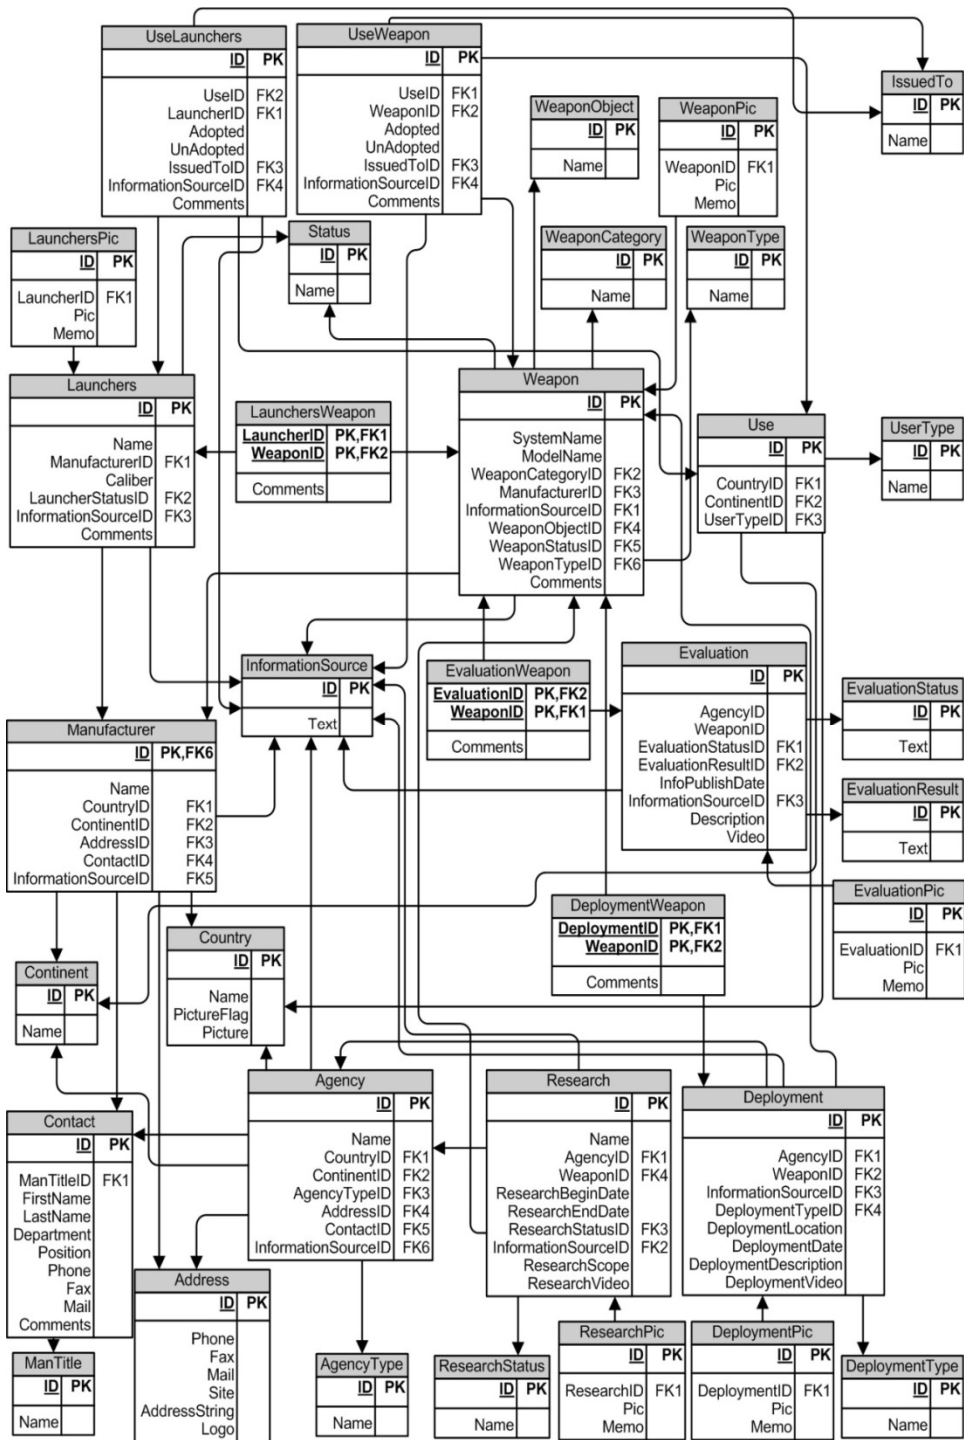 UseLaunchers
ID PK
UseID FK2
LauncherID FK1
Adopted
UnAdopted
IssuedToID FK3
InformationSourceID FK4
Comments
UseWeapon
ID PK
UseID FK1
WeaponID FK2
Adopted
UnAdopted
IssuedToID FK3
InformationSourceID FK4
Comments
WeaponObject
ID PK
Name
WeaponPic
ID PK
WeaponID FK1
Pic
Memo
IssuedTo
ID PK
Name
LaunchersPic
ID PK
LauncherID FK1
Pic
Memo
Status
ID PK
Name
WeaponCategory
ID PK
Name
WeaponType
ID PK
Name
Launchers
ID PK
Name
ManufacturerID FK1
Caliber
LauncherStatusID FK2
InformationSourceID FK3
Comments
LaunchersWeapon
LauncherID PK,FK1
WeaponID PK,FK2
Comments
Weapon
ID PK
SystemName
ModelName
WeaponCategoryID FK2
ManufacturerID FK3
InformationSourceID FK1
WeaponObjectID FK4
WeaponStatusID FK5
WeaponTypeID FK6
Comments
Use
ID PK
CountryID FK1
ContinentID FK2
UserTypeID FK3
UserType
ID PK
Name
InformationSource
ID PK
Text
EvaluationWeapon
EvaluationID PK,FK2
WeaponID PK,FK1
Comments
Evaluation
ID PK
AgencyID
WeaponID
EvaluationStatusID FK1
EvaluationResultID FK2
InfoPublishDate
InformationSourceID FK3
Description
Video
EvaluationStatus
ID PK
Text
EvaluationResult
ID PK
Text
Manufacturer
ID PK,FK6
Name
CountryID FK1
ContinentID FK2
AddressID FK3
ContactID FK4
InformationSourceID FK5
EvaluationPic
ID PK
EvaluationID FK1
Pic
Memo
DeploymentWeapon
DeploymentID PK,FK1
WeaponID PK,FK2
Comments
Country
ID PK
Name
PictureFlag
Picture
Continent
ID PK
Name
Agency
ID PK
Name
CountryID FK1
ContinentID FK2
AgencyTypeID FK3
AddressID FK4
ContactID FK5
InformationSourceID FK6
Research
ID PK
Name
AgencyID FK1
WeaponID FK4
ResearchBeginDate
ResearchEndDate
ResearchStatusID FK3
InformationSourceID FK2
ResearchScope
ResearchVideo
Deployment
ID PK
AgencyID FK1
WeaponID FK2
InformationSourceID FK3
DeploymentTypeID FK4
DeploymentLocation
DeploymentDate
DeploymentDescription
DeploymentVideo
Contact
ID PK
ManTitleID FK1
FirstName
LastName
Department
Position
Phone
Fax
Mail
Comments
Address
ID PK
Phone
Fax
Mail
Site
AddressString
Logo
ManTitle
ID PK
Name
AgencyType
ID PK
Name
ResearchStatus
ID PK
Name
ResearchPic
ID PK
ResearchID FK1
Pic
Memo
DeploymentPic
ID PK
DeploymentID FK1
Pic
Memo
DeploymentType
ID PK
Name